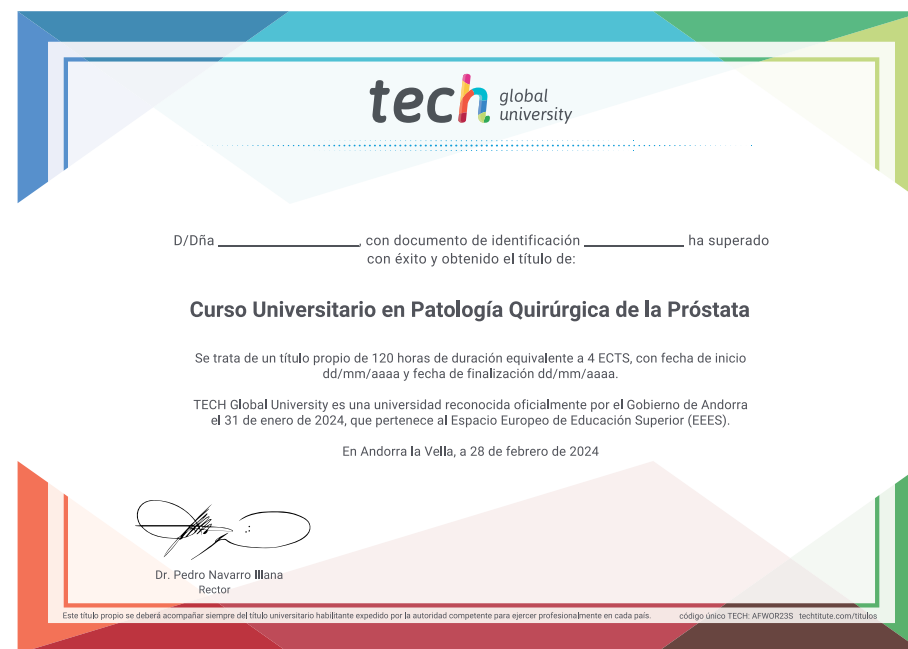 tech global university
D/Dña ______________, con documento de identificación ____________ ha superado
con éxito y obtenido el título de:
Curso Universitario en Patología Quirúrgica de la Próstata
Se trata de un título propio de 120 horas de duración equivalente a 4 ECTS, con fecha de inicio
dd/mm/aaaa y fecha de finalización dd/mm/aaaa.
TECH Global University es una universidad reconocida oficialmente por el Gobierno de Andorra
el 31 de enero de 2024, que pertenece al Espacio Europeo de Educación Superior (EEES).
En Andorra la Vella, a 28 de febrero de 2024
Dr. Pedro Navarro Illana
Rector
Este título propio se deberá acompañar siempre del título universitario habilitante expedido por la autoridad competente para ejercer profesionalmente en cada país. código único TECH: AFWOR23S techtitute.com/titulos